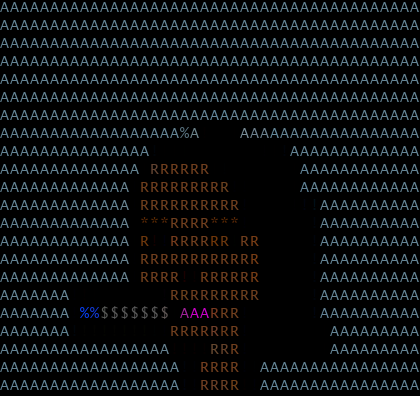 AAAAAAAAAAAAAAAAAAAAAAAAAAAAAAAAAAAAAAAAAA
AAAAAAAAAAAAAAAAAAAAAAAAAAAAAAAAAAAAAAAAAA
AAAAAAAAAAAAAAAAAAAAAAAAAAAAAAAAAAAAAAAAAA
AAAAAAAAAAAAAAAAAAAAAAAAAAAAAAAAAAAAAAAAAA
AAAAAAAAAAAAAAAAAAAAAAAAAAAAAAAAAAAAAAAAAA
AAAAAAAAAAAAAAAAAAAAAAAAAAAAAAAAAAAAAAAAAA
AAAAAAAAAAAAAAAAAAAAAAAAAAAAAAAAAAAAAAAAAA
AAAAAAAAAAAAAAAAAA%A    AAAAAAAAAAAAAAAAAA
AAAAAAAAAAAAAAA              AAAAAAAAAAAAA
AAAAAAAAAAAAAA RRRRRR         AAAAAAAAAAAA
AAAAAAAAAAAAA RRRRRRRRR       AAAAAAAAAAAA
AAAAAAAAAAAAA RRRRRRRRRR        AAAAAAAAAA
AAAAAAAAAAAAA ***RRRR***        AAAAAAAAAA
AAAAAAAAAAAAA R  RRRRRR RR      AAAAAAAAAA
AAAAAAAAAAAAA RRRRRRRRRRRR      AAAAAAAAAA
AAAAAAAAAAAAA RRRR  RRRRRR      AAAAAAAAAA
AAAAAAA          RRRRRRRRR      AAAAAAAAAA
AAAAAAA %%$$$$$$$ AAARRR        AAAAAAAAAA
AAAAAAA          RRRRRRR         AAAAAAAAA
AAAAAAAAAAAAAAAAA    RRR         AAAAAAAAA
AAAAAAAAAAAAAAAAAA  RRRR  AAAAAAAAAAAAAAAA
AAAAAAAAAAAAAAAAAA  RRRR  AAAAAAAAAAAAAAAA